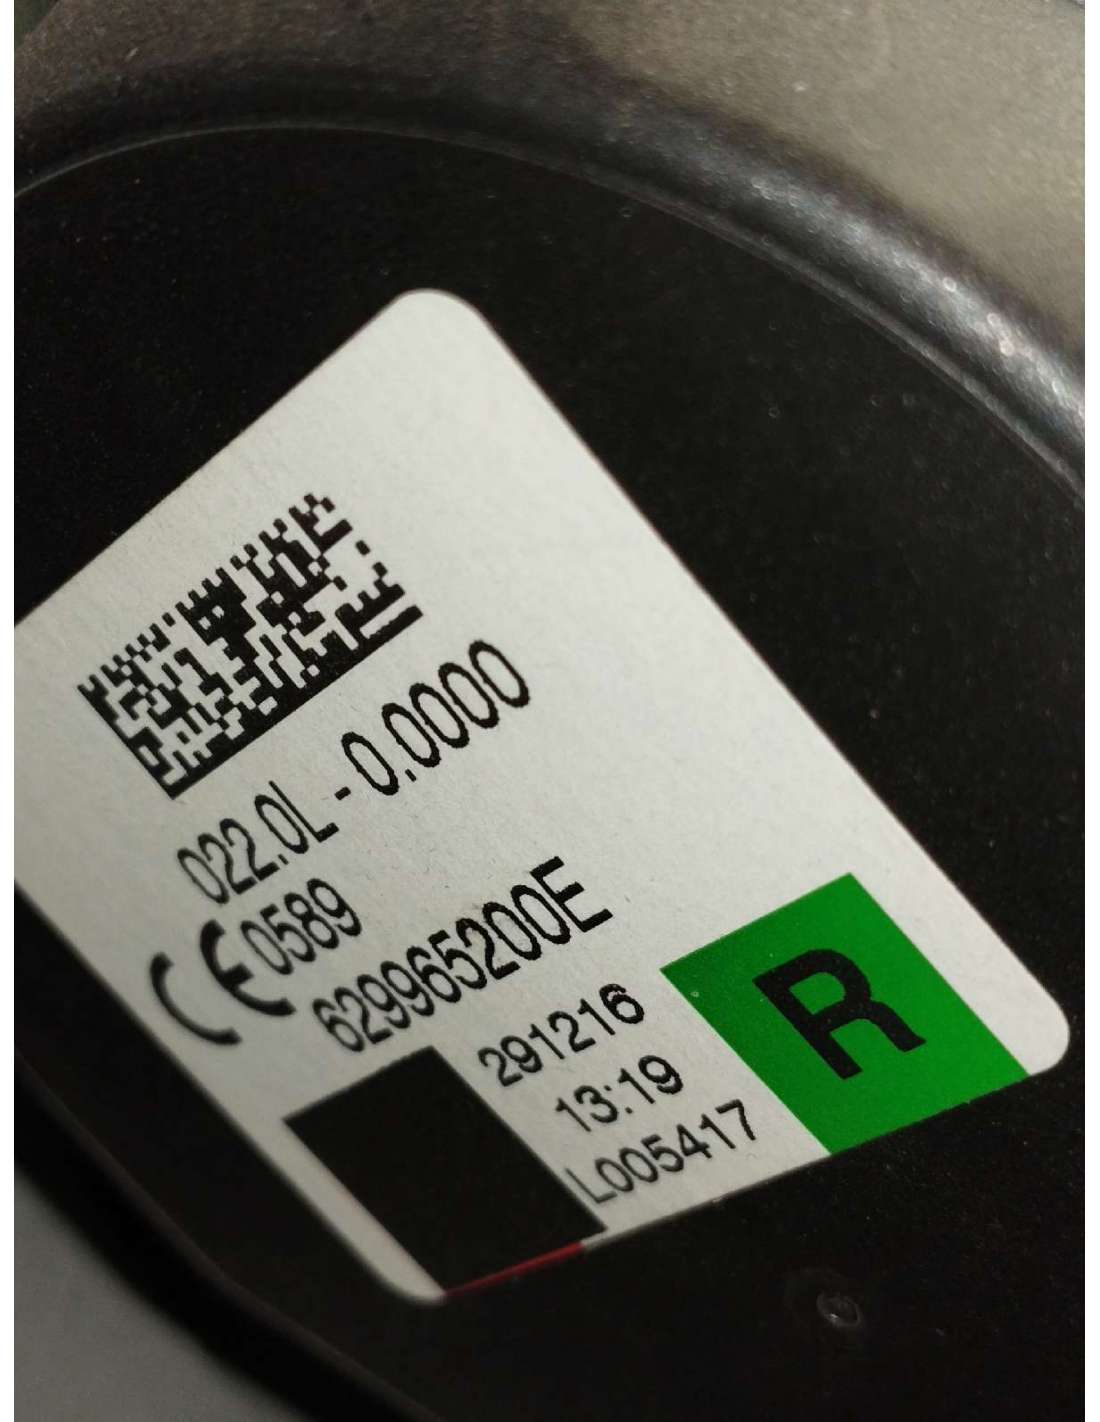 022.0L - 0.0000
CE 0589
629965200E
291216
13:19
L005417
R